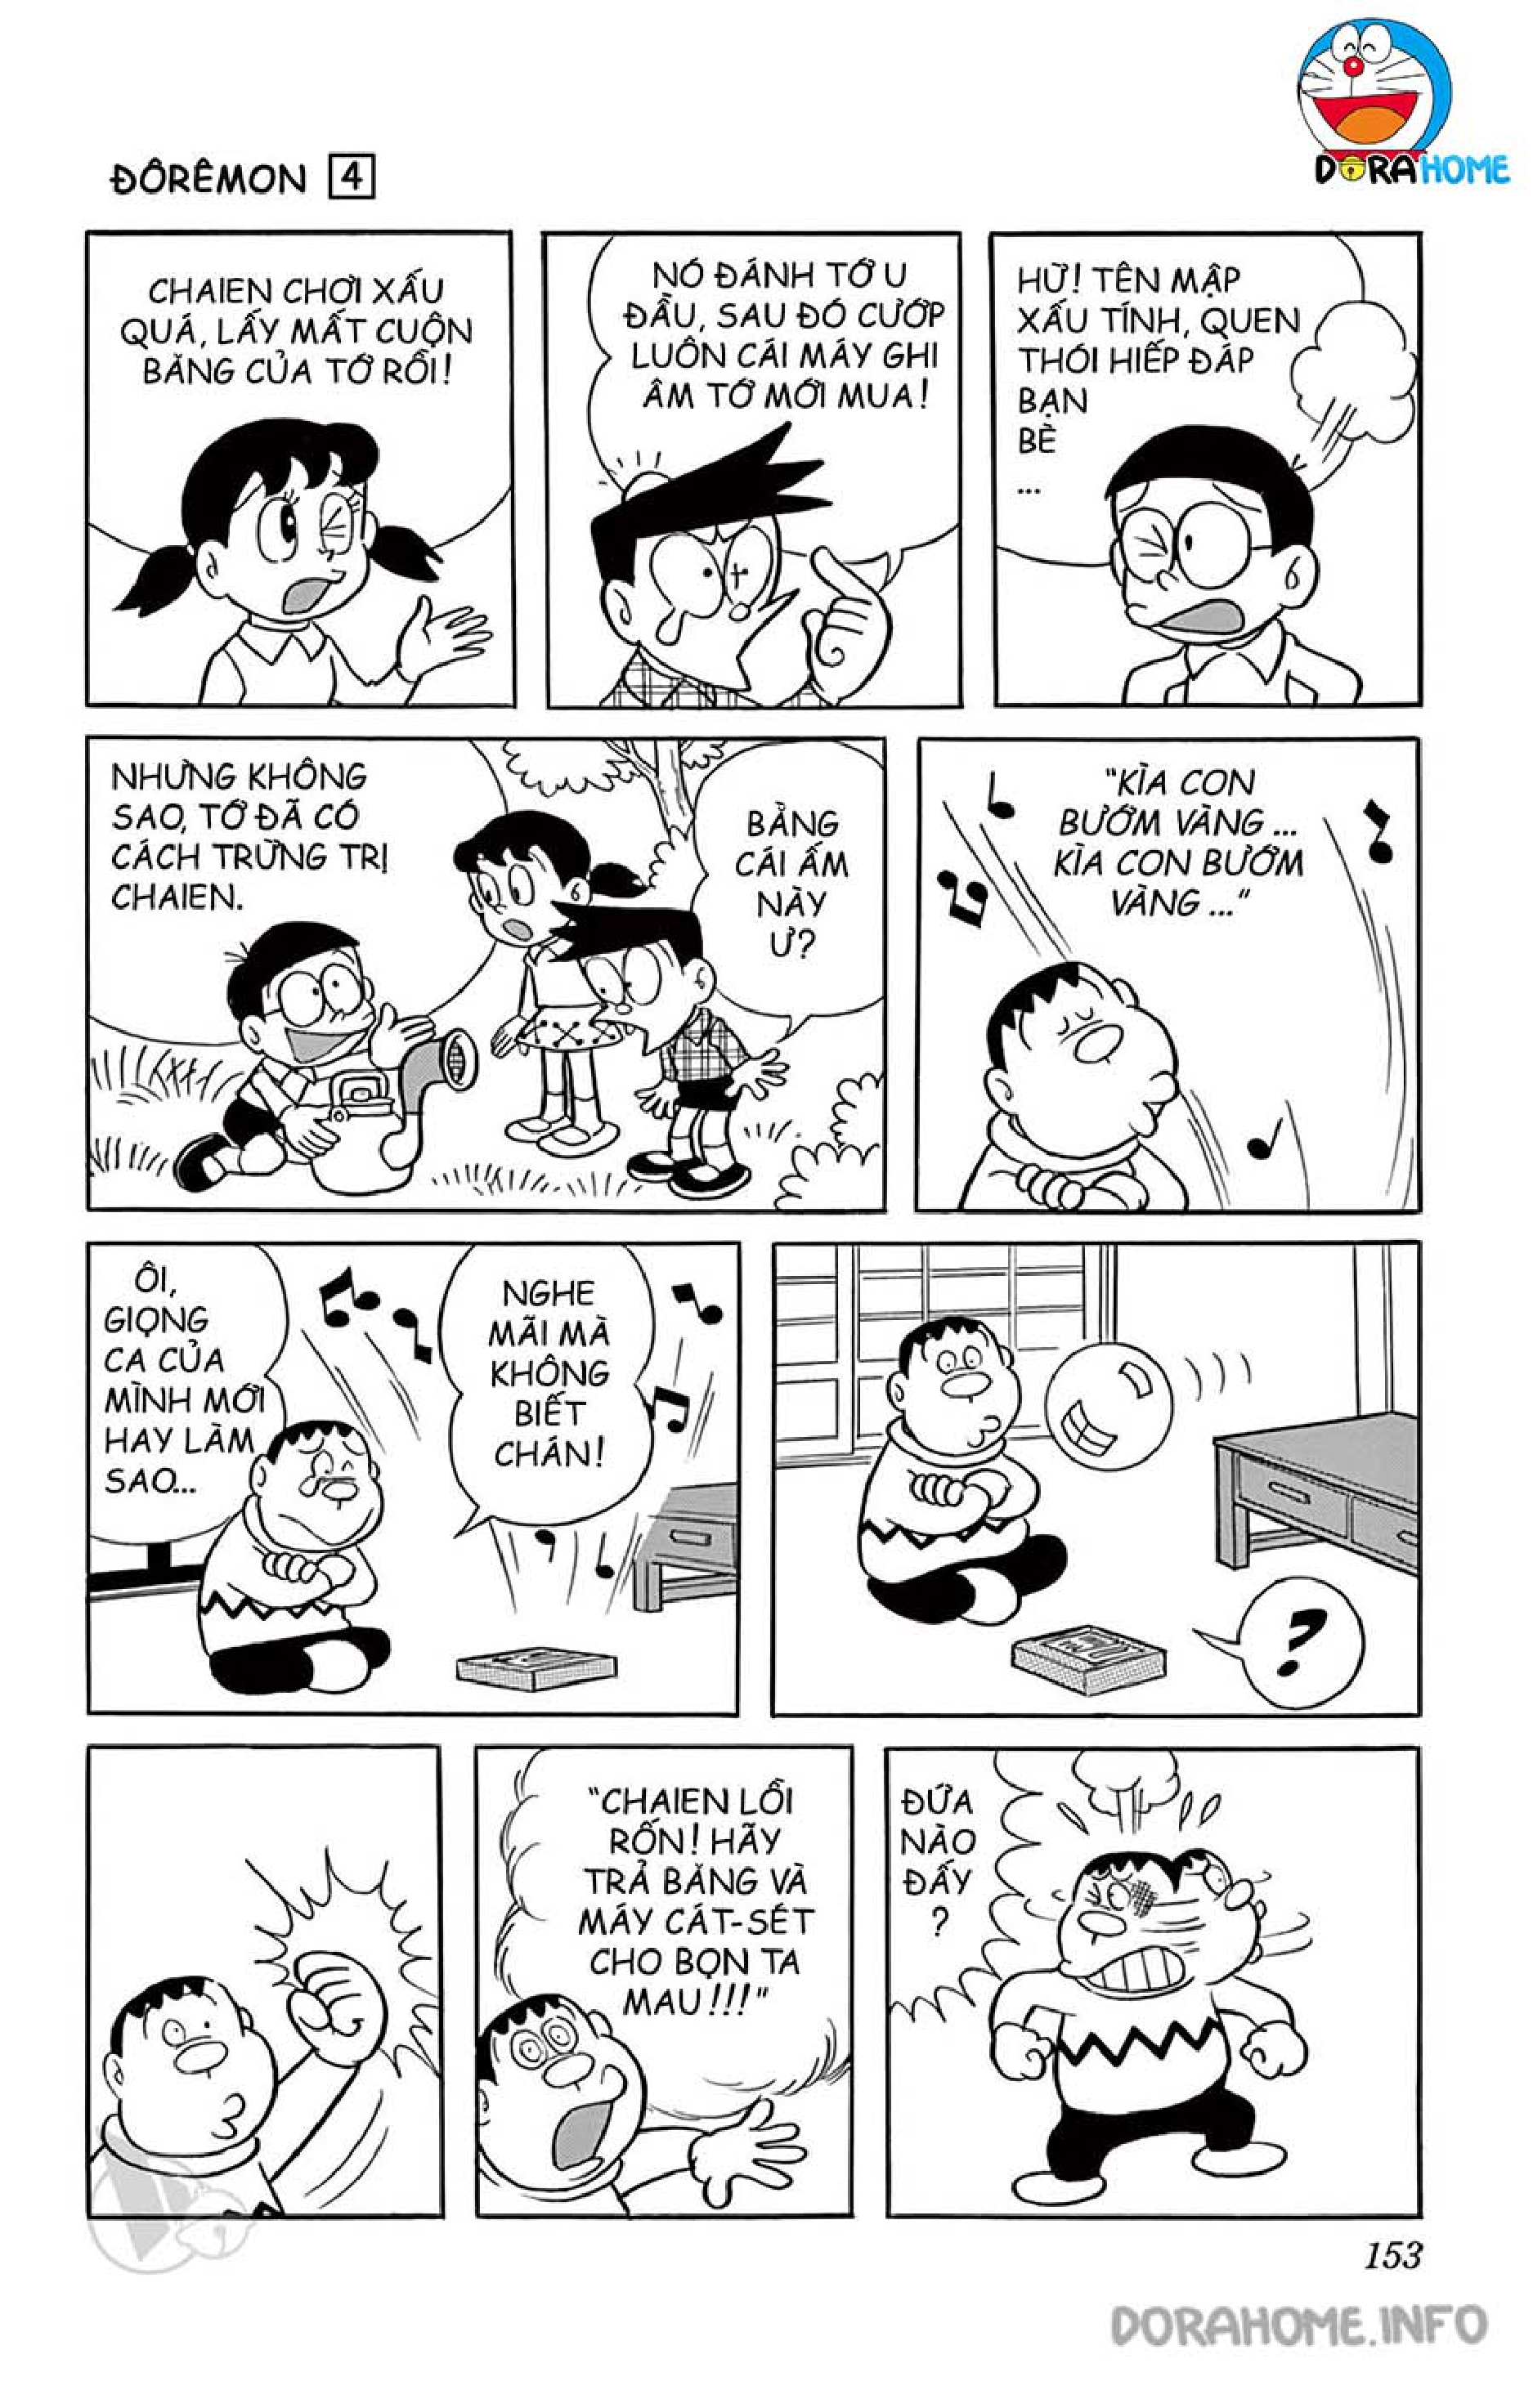 DORAHOME
ĐÔRÊMON 4
CHAIEN CHƠI XẤU
QUÁ, LẤY MẤT CUỘN
BĂNG CỦA TỚ RỒI!
NÓ ĐÁNH TỚ U
ĐẦU, SAU ĐÓ CƯỚP
LUÔN CÁI MÁY GHI
ÂM TỚ MỚI MUA!
HỪ! TÊN MẬP
XẤU TÍNH, QUEN
THÓI HIẾP ĐÁP
BẠN
BÈ
...
NHƯNG KHÔNG
SAO, TỚ ĐÃ CÓ
CÁCH TRỪNG TRỊ
CHAIEN.
BẰNG
CÁI ẤM
NÀY
Ư?
"KÌA CON
BƯỚM VÀNG ...
KÌA CON BƯỚM
VÀNG ..."
ÔI,
GIỌNG
CA CỦA
MÌNH MỚI
HAY LÀM
SAO...
NGHE
MÃI MÀ
KHÔNG
BIẾT
CHÁN!
?
"CHAIEN LỒI
RỐN! HÃY
TRẢ BĂNG VÀ
MÁY CÁT-SÉT
CHO BỌN TA
MAU!!!"
ĐỨA
NÀO
ĐẤY
?
153
DORAHOME.INFO